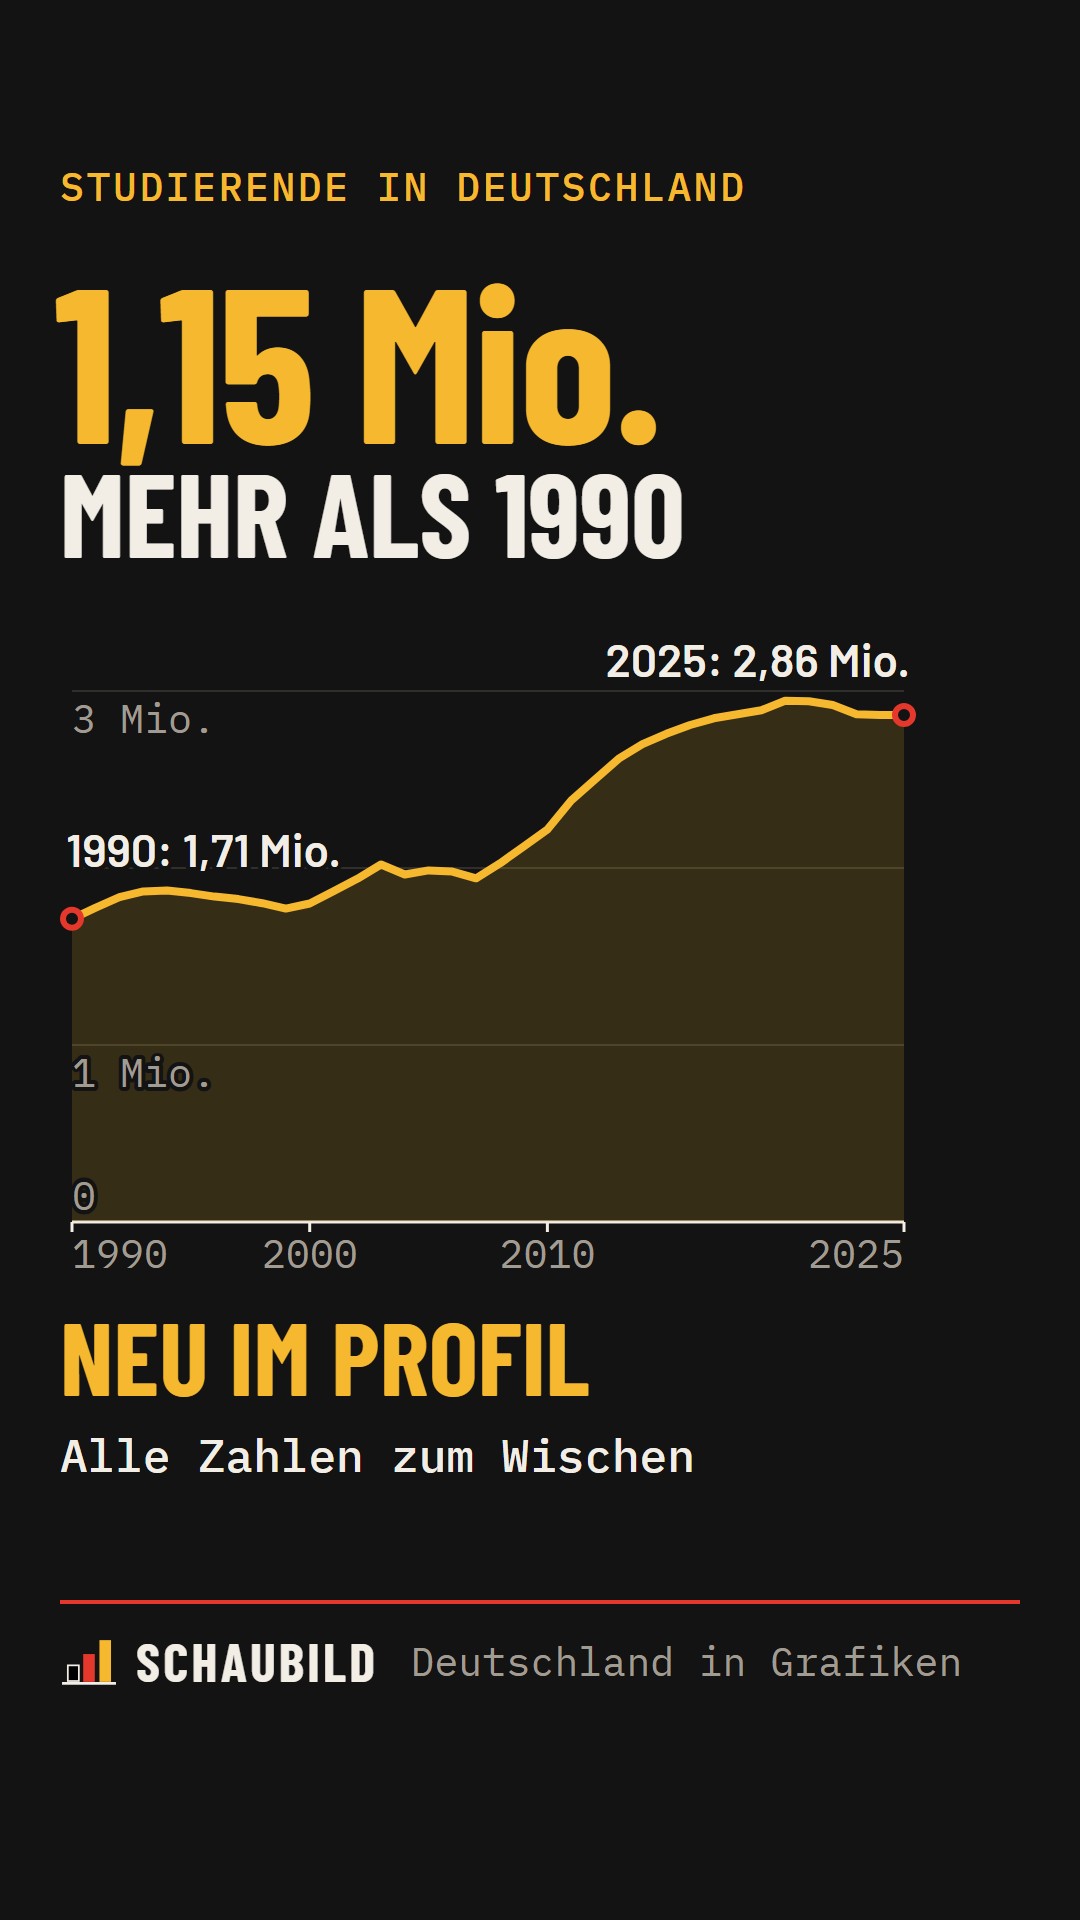 STUDIERENDE IN DEUTSCHLAND
1,15 Mio.
MEHR ALS 1990
2025: 2,86 Mio.
3 Mio.
1990: 1,71 Mio.
1 Mio.
0
1990 2000 2010 2025
NEU IM PROFIL
Alle Zahlen zum Wischen
SCHAUBILD Deutschland in Grafiken